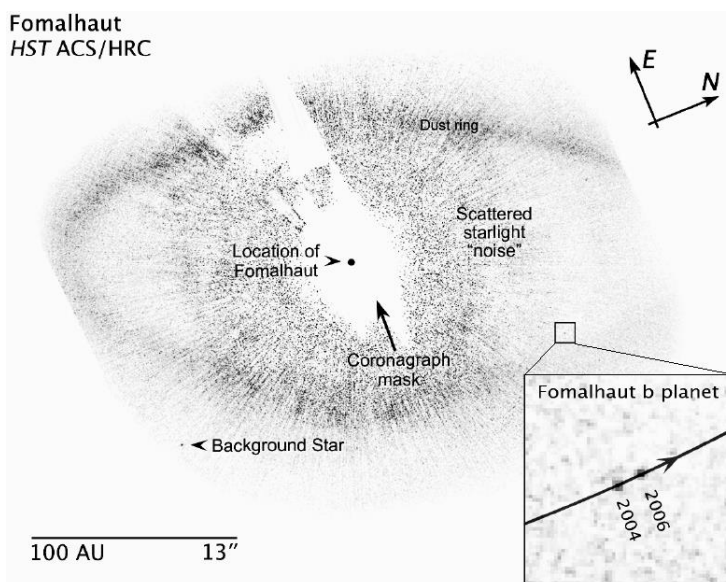 Fomalhaut
HST ACS/HRC
E
N
Dust ring
Scattered
starlight
"noise"
Location of
Fomalhaut
Coronagraph
mask
Background Star
Fomalhaut b planet
2006
2004
100 AU 13"